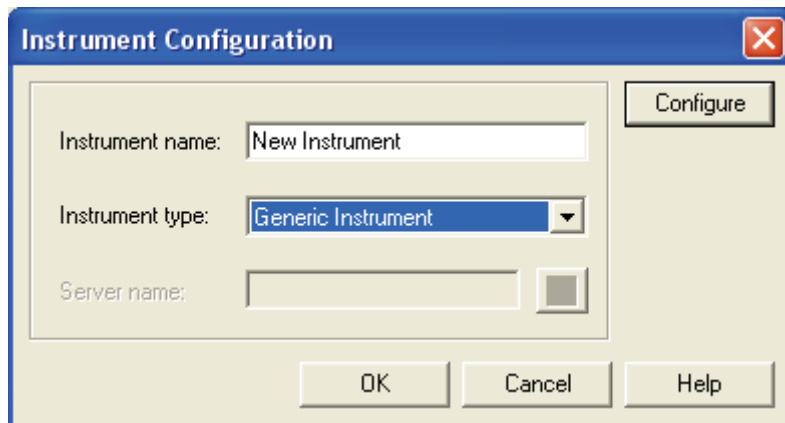 Instrument Configuration
Configure
Instrument name: New Instrument
Instrument type: Generic Instrument
Server name:
OK Cancel Help